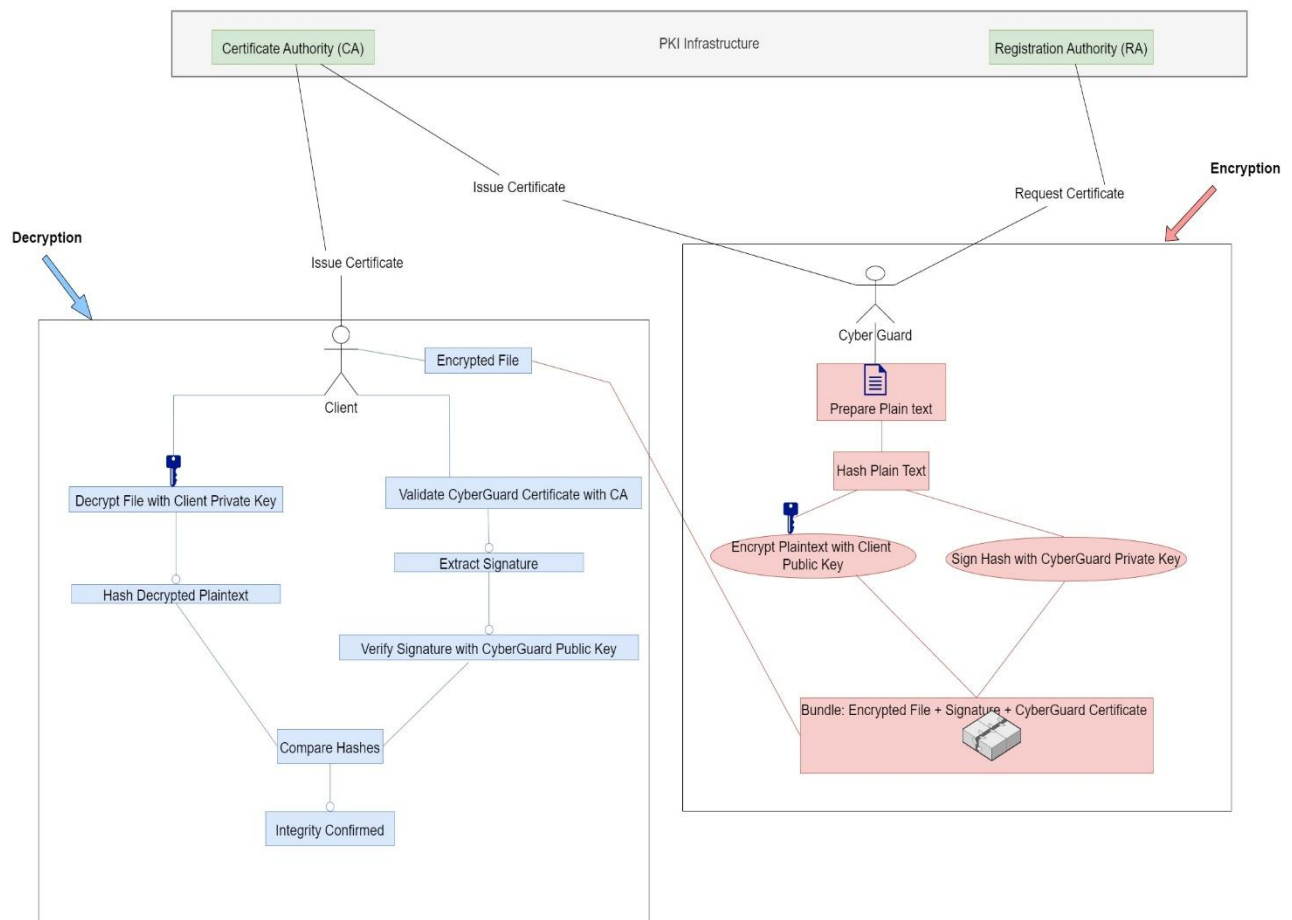 PKI Infrastructure
Certificate Authority (CA)
Registration Authority (RA)
Issue Certificate
Request Certificate
Encryption
Decryption
Issue Certificate
Cyber Guard
Encrypted File
Client
Prepare Plain text
Hash Plain Text
Decrypt File with Client Private Key
Validate CyberGuard Certificate with CA
Encrypt Plaintext with Client
Public Key
Sign Hash with CyberGuard Private Key
Extract Signature
Hash Decrypted Plaintext
Verify Signature with CyberGuard Public Key
Bundle: Encrypted File + Signature + CyberGuard Certificate
Compare Hashes
Integrity Confirmed